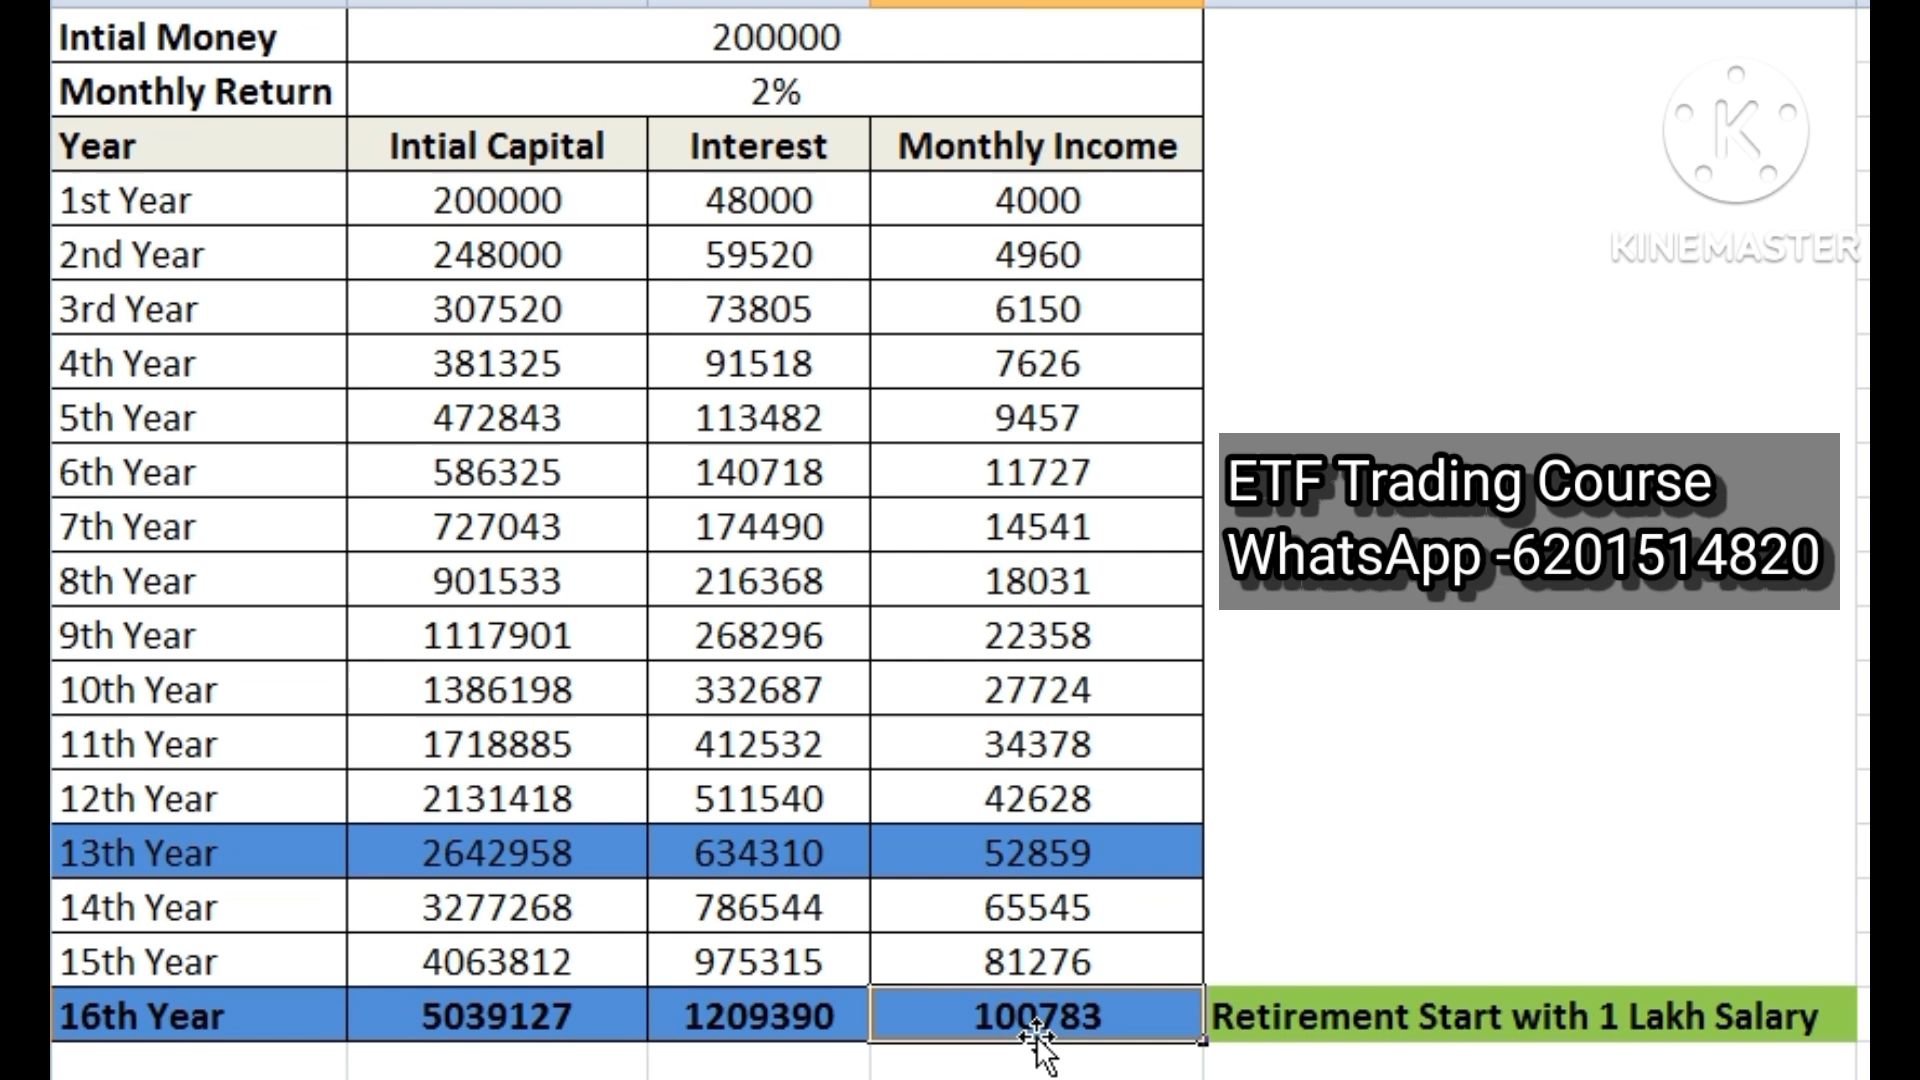 Intial Money 200000
Monthly Return 2%
Year Intial Capital Interest Monthly Income
1st Year 200000 48000 4000
2nd Year 248000 59520 4960
3rd Year 307520 73805 6150
4th Year 381325 91518 7626
5th Year 472843 113482 9457
6th Year 586325 140718 11727
7th Year 727043 174490 14541
8th Year 901533 216368 18031
9th Year 1117901 268296 22358
10th Year 1386198 332687 27724
11th Year 1718885 412532 34378
12th Year 2131418 511540 42628
13th Year 2642958 634310 52859
14th Year 3277268 786544 65545
15th Year 4063812 975315 81276
16th Year 5039127 1209390 100783 Retirement Start with 1 Lakh Salary
K
KINEMASTER
ETF Trading Course
WhatsApp -6201514820